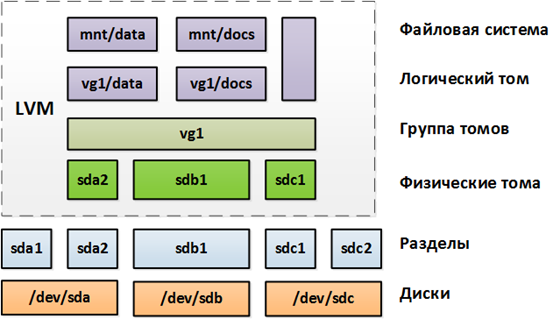 mnt/data mnt/docs Файловая система
vg1/data vg1/docs Логический том
LVM
vg1 Группа томов
sda2 sdb1 sdc1 Физические тома
sda1 sda2 sdb1 sdc1 sdc2 Разделы
/dev/sda /dev/sdb /dev/sdc Диски